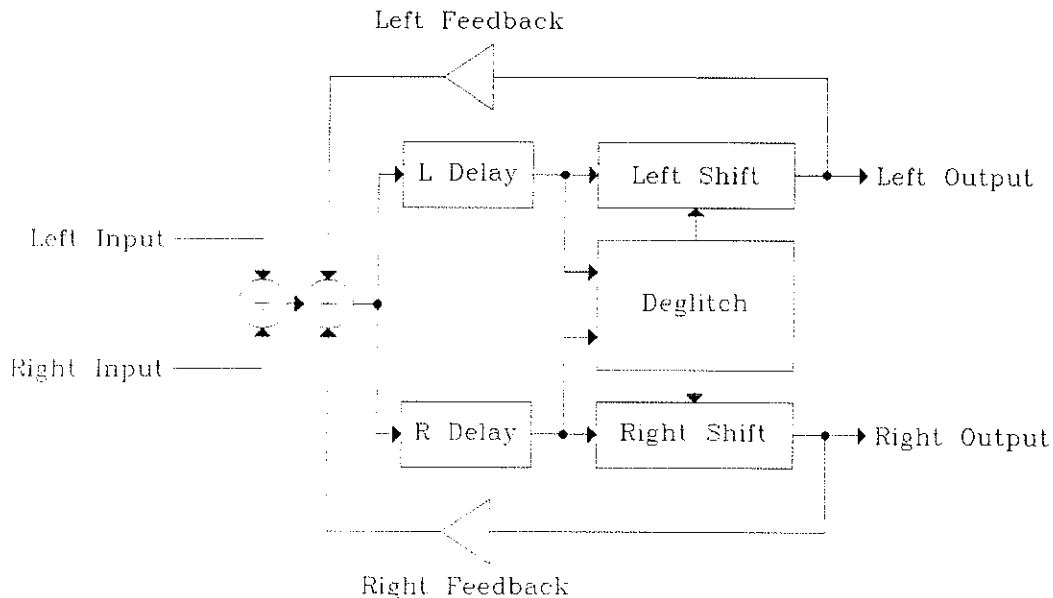 Left Feedback
L Delay
Left Shift
Left Output
Left Input
Deglitch
Right Input
R Delay
Right Shift
Right Output
Right Feedback